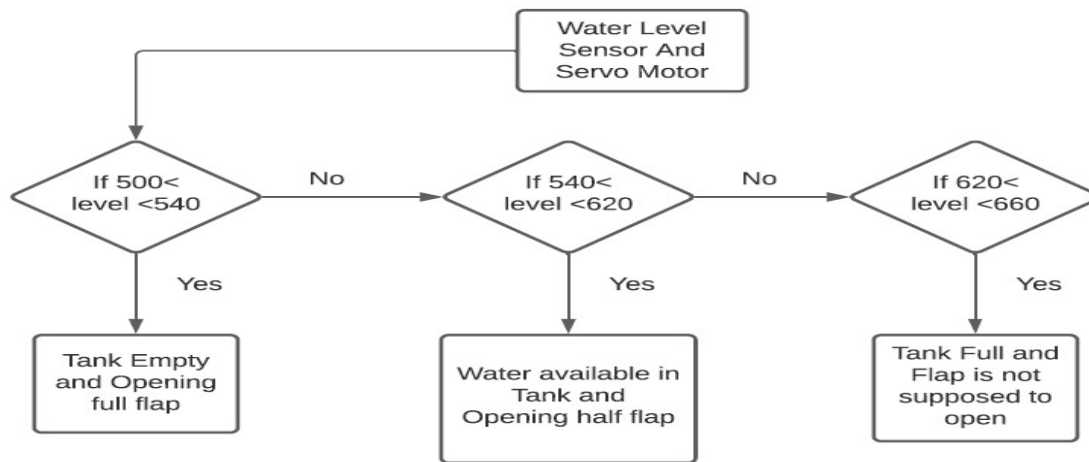 Water Level
Sensor And
Servo Motor
If 500<
level <540
No
If 540<
level <620
No
If 620<
level <660
Yes
Yes
Yes
Tank Empty
and Opening
full flap
Water available in
Tank and
Opening half flap
Tank Full and
Flap is not
supposed to
open